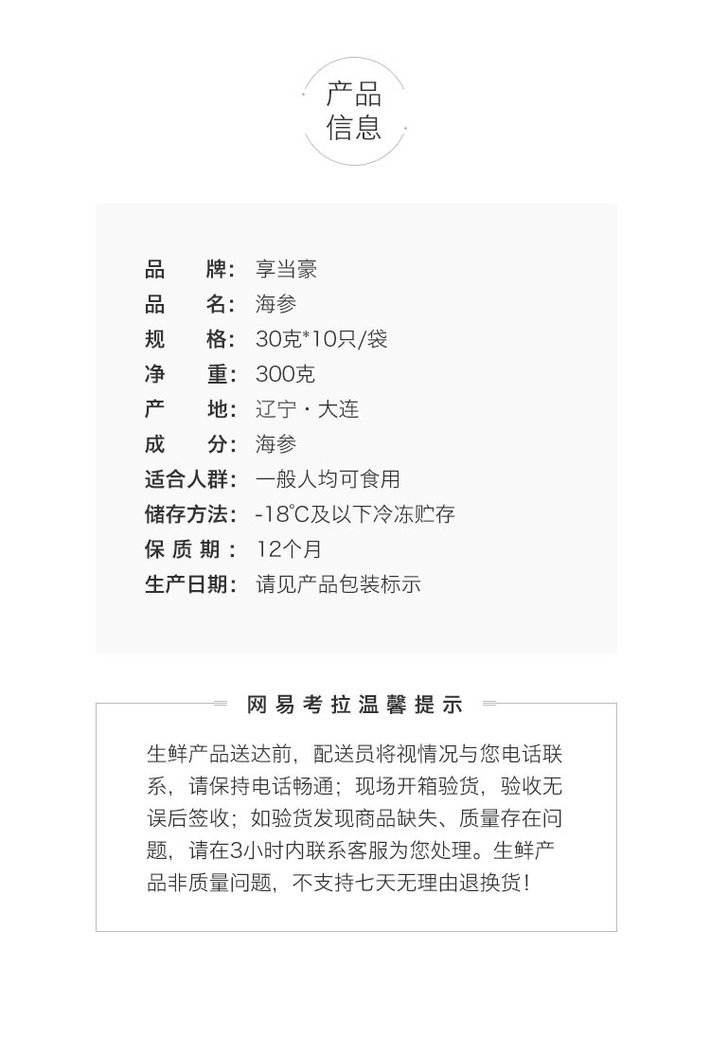 产品
信息
品 牌： 享当豪
品 名： 海参
规 格： 30克*10只/袋
净 重： 300克
产 地： 辽宁·大连
成 分： 海参
适合人群： 一般人均可食用
储存方法： -18℃及以下冷冻贮存
保质期： 12个月
生产日期： 请见产品包装标示
网易考拉温馨提示
生鲜产品送达前，配送员将视情况与您电话联
系，请保持电话畅通；现场开箱验货，验收无
误后签收；如验货发现商品缺失、质量存在问
题，请在3小时内联系客服为您处理。生鲜产
品非质量问题，不支持七天无理由退换货！